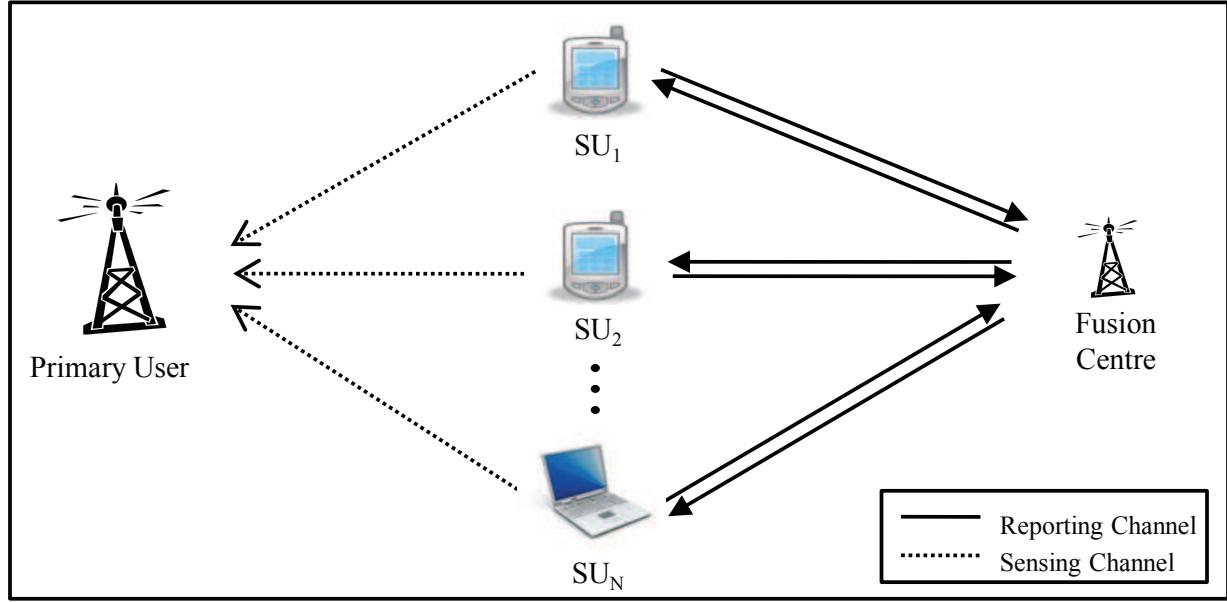 SU1
Primary User
SU2
Fusion
Centre
SUN
Reporting Channel
Sensing Channel